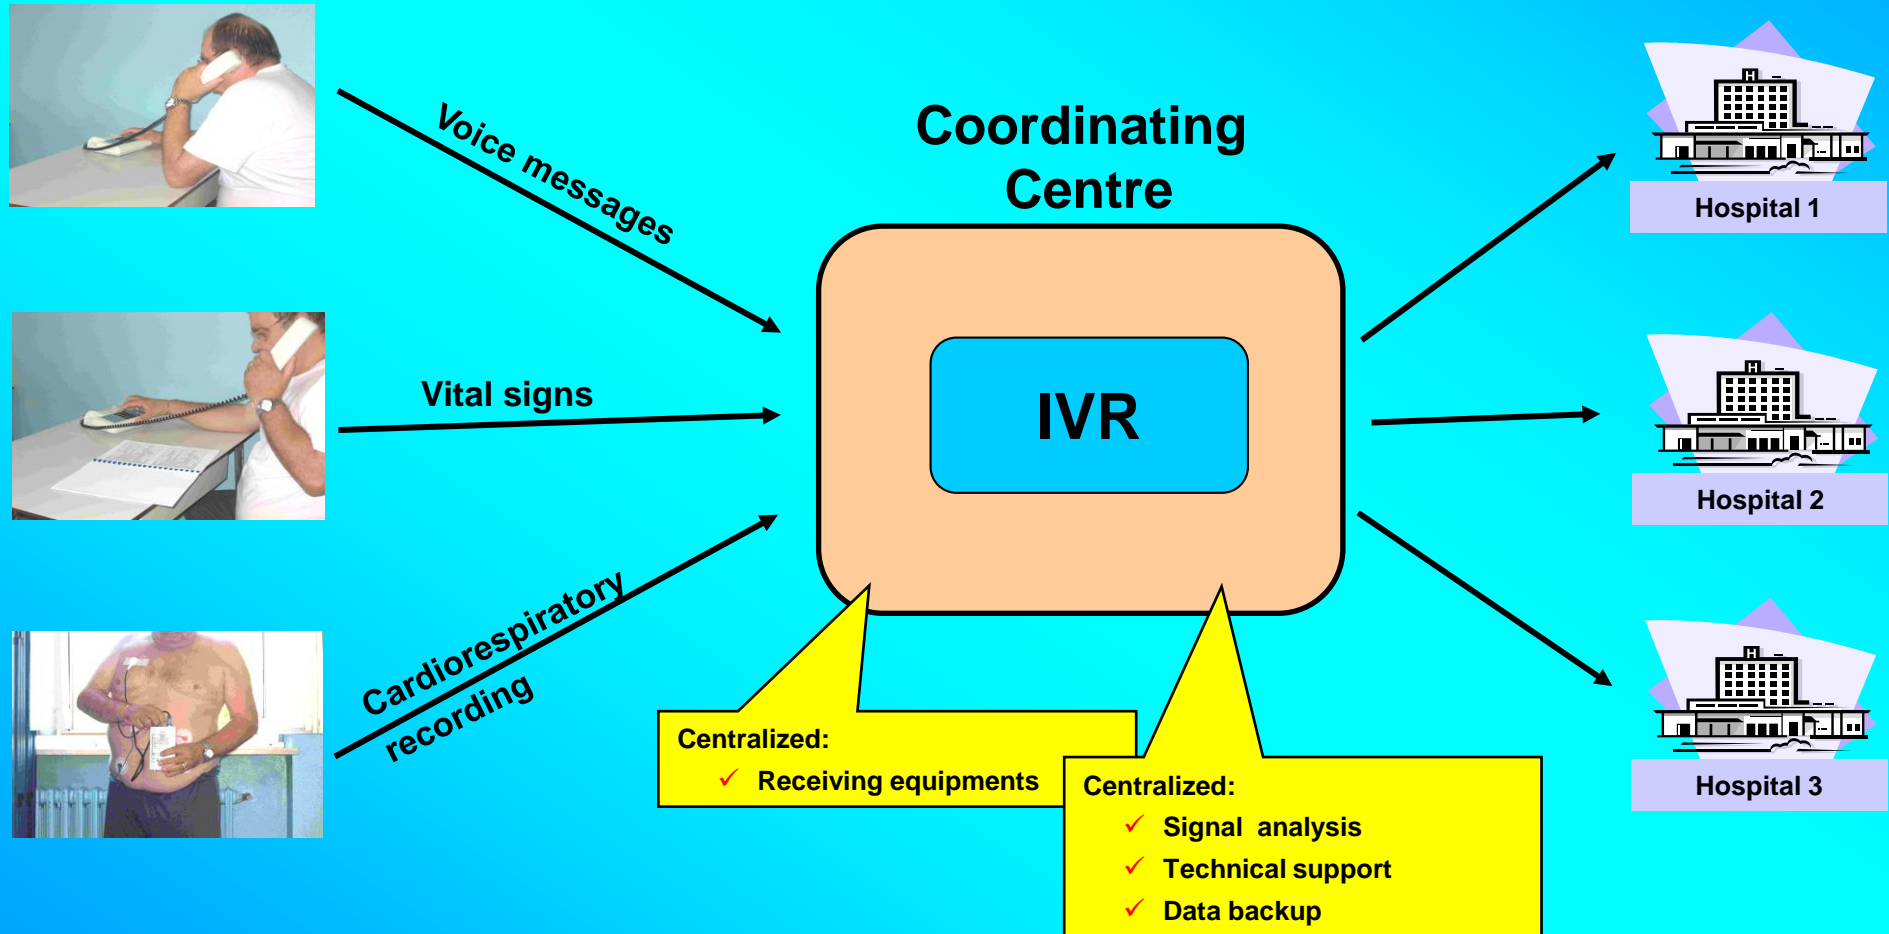 Voice messages
Coordinating
Centre
Hospital 1
Vital signs
IVR
Hospital 2
Cardiorespiratory
recording
Centralized:
✓ Receiving equipments
Centralized:
✓ Signal analysis
✓ Technical support
✓ Data backup
Hospital 3